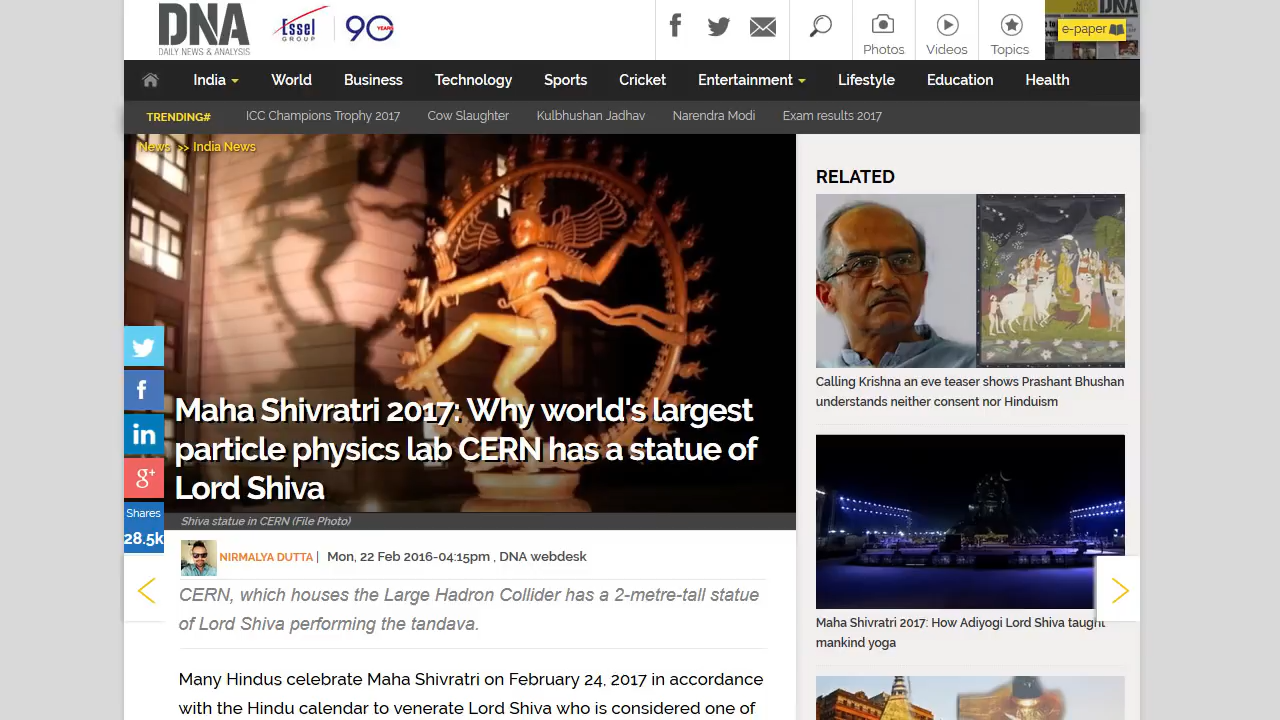 DNA
DAILY NEWS & ANALYSIS
Essel
GROUP
90 YEARS
Photos
Videos
Topics
DNA
e-paper
India
World
Business
Technology
Sports
Cricket
Entertainment
Lifestyle
Education
Health
TRENDING#
ICC Champions Trophy 2017
Cow Slaughter
Kulbhushan Jadhav
Narendra Modi
Exam results 2017
News >> India News
Maha Shivratri 2017: Why world's largest
particle physics lab CERN has a statue of
Lord Shiva
Shares
28.5k
Shiva statue in CERN (File Photo)
NIRMALYA DUTTA | Mon, 22 Feb 2016-04:15pm , DNA webdesk
CERN, which houses the Large Hadron Collider has a 2-metre-tall statue
of Lord Shiva performing the tandava.
Many Hindus celebrate Maha Shivratri on February 24, 2017 in accordance
with the Hindu calendar to venerate Lord Shiva who is considered one of
RELATED
Calling Krishna an eve teaser shows Prashant Bhushan
understands neither consent nor Hinduism
Maha Shivratri 2017: How Adiyogi Lord Shiva taught
mankind yoga